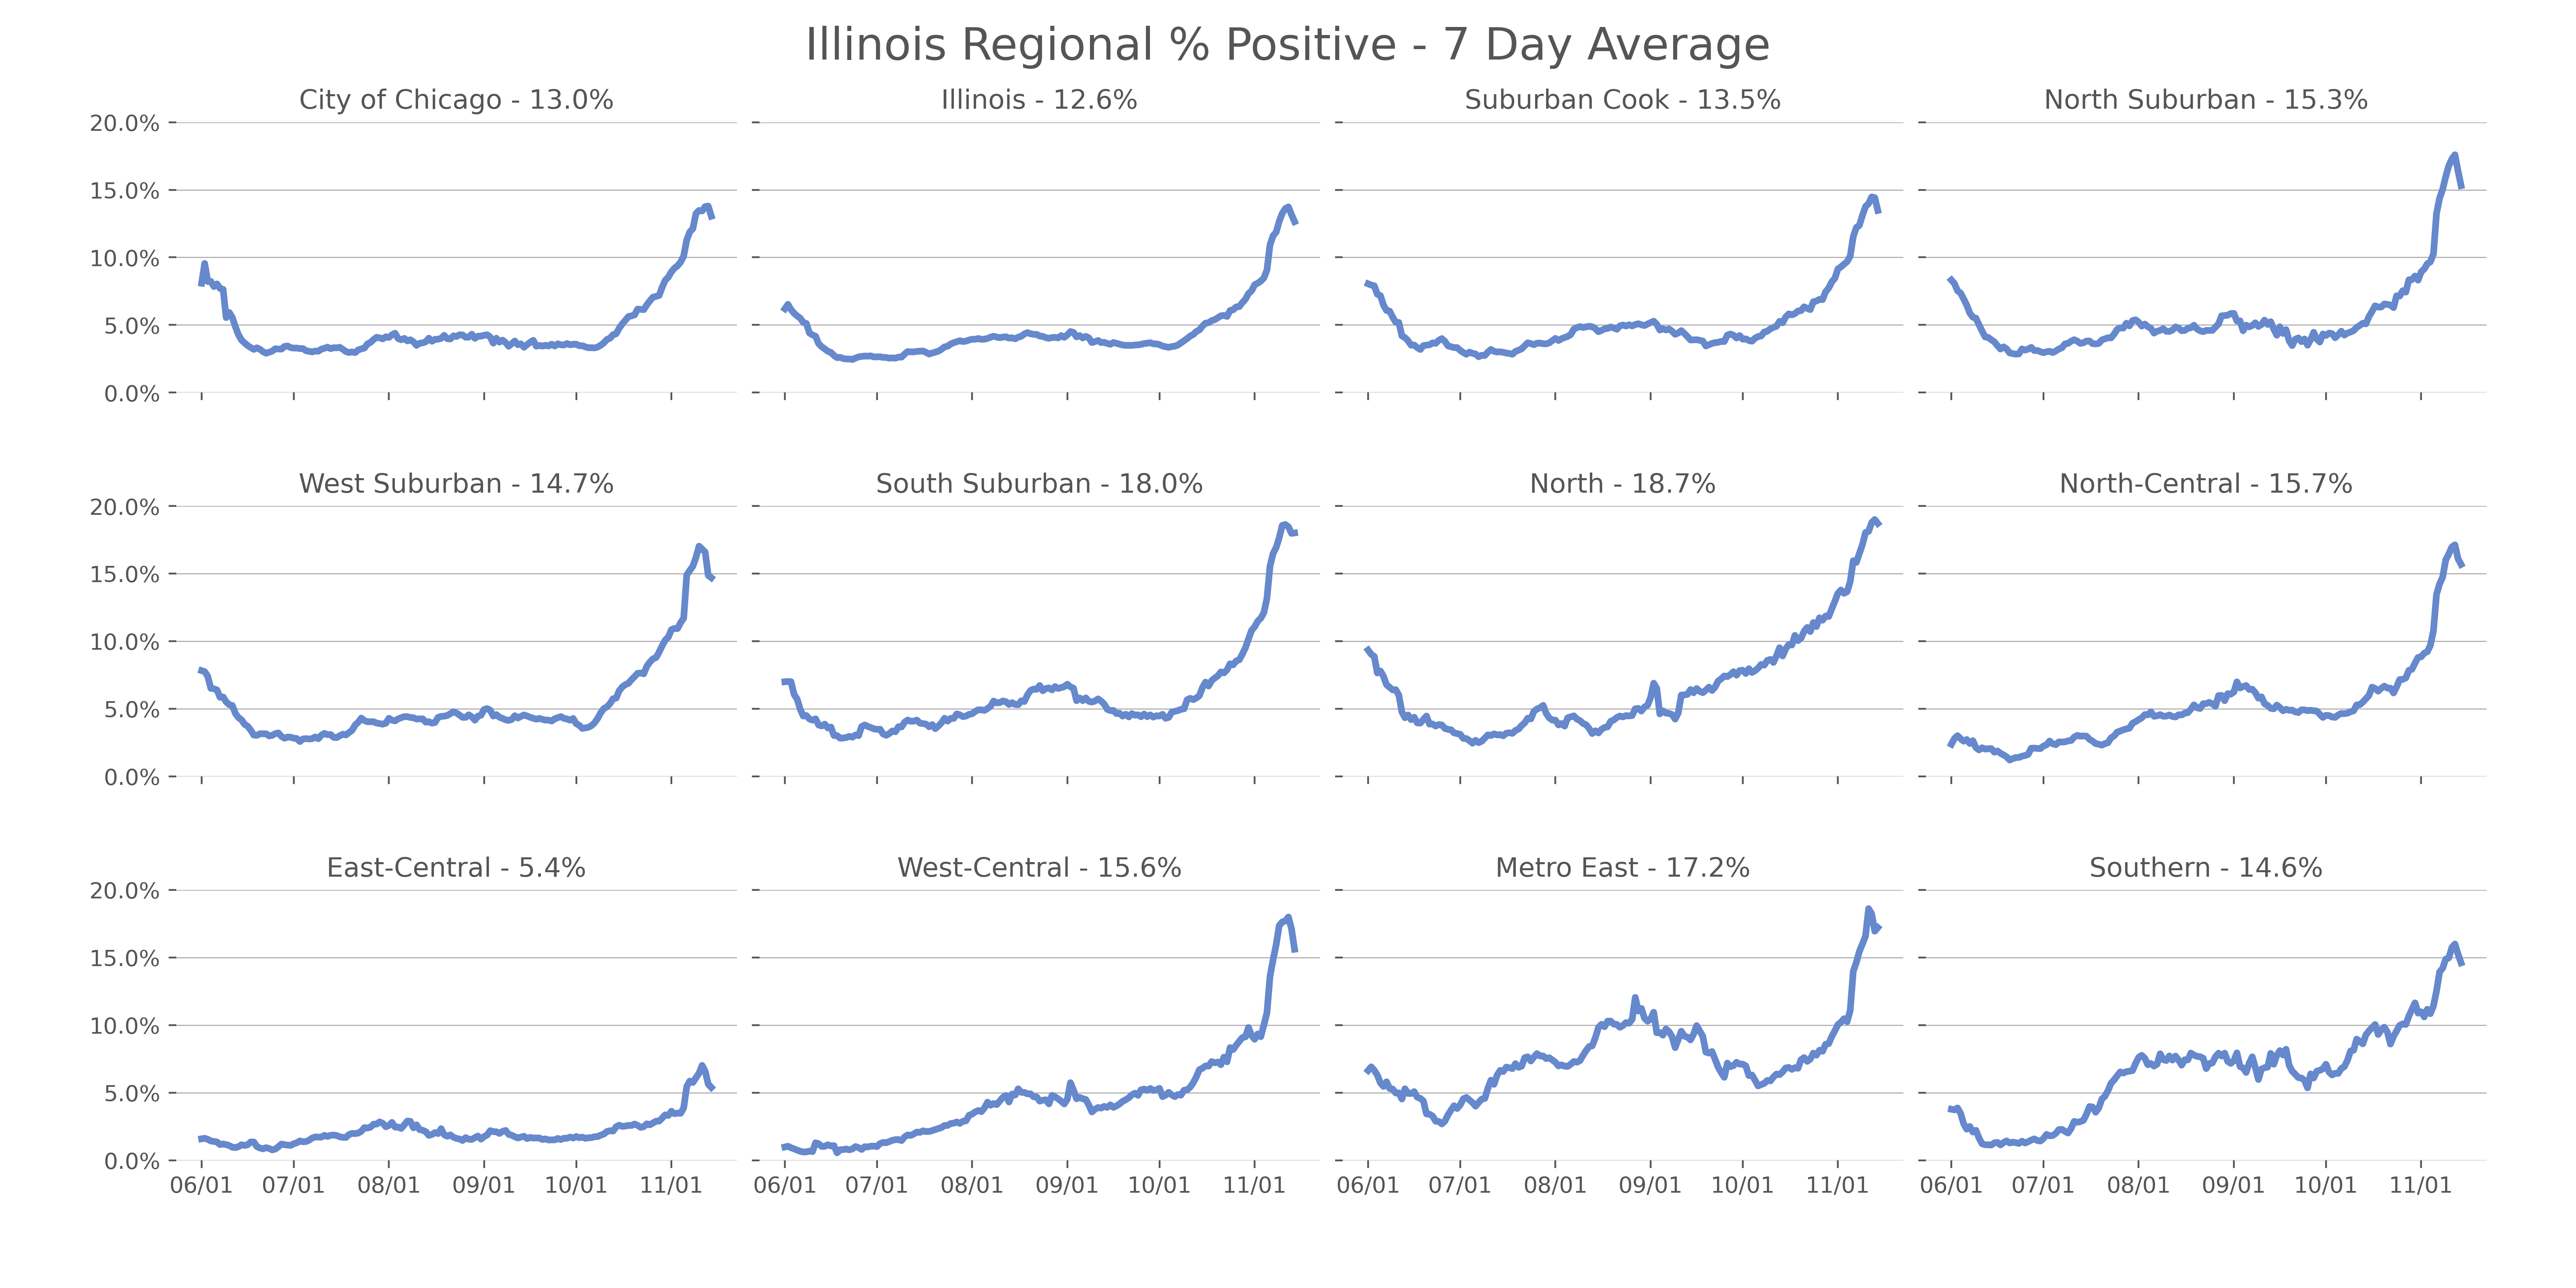 Illinois Regional % Positive - 7 Day Average
City of Chicago - 13.0%
Illinois - 12.6%
Suburban Cook - 13.5%
North Suburban - 15.3%
20.0%
15.0%
10.0%
5.0%
0.0%
West Suburban - 14.7%
South Suburban - 18.0%
North - 18.7%
North-Central - 15.7%
20.0%
15.0%
10.0%
5.0%
0.0%
East-Central - 5.4%
West-Central - 15.6%
Metro East - 17.2%
Southern - 14.6%
20.0%
15.0%
10.0%
5.0%
0.0%
06/01 07/01 08/01 09/01 10/01 11/01
06/01 07/01 08/01 09/01 10/01 11/01
06/01 07/01 08/01 09/01 10/01 11/01
06/01 07/01 08/01 09/01 10/01 11/01